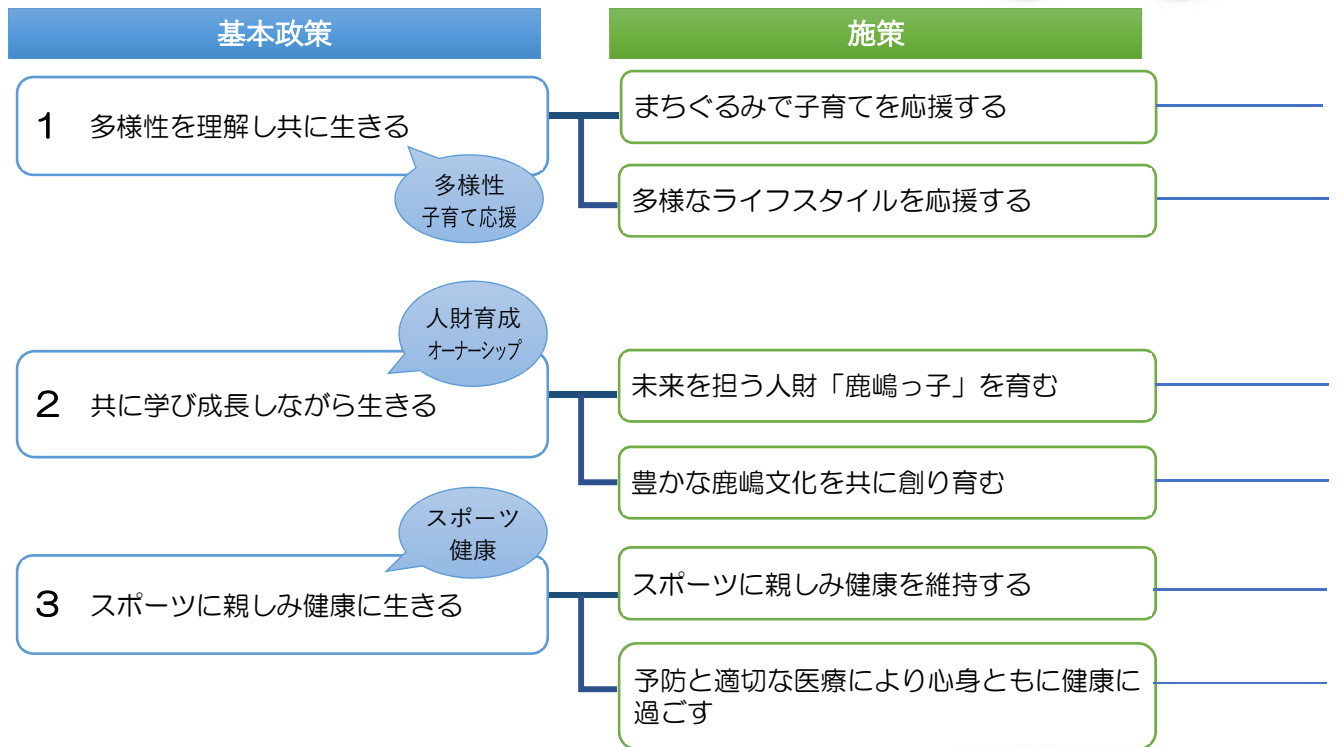 基本政策
施策
1 多様性を理解し共に生きる
多様性
子育て応援
まちぐるみで子育てを応援する
多様なライフスタイルを応援する
人財育成
オーナーシップ
2 共に学び成長しながら生きる
未来を担う人財「鹿嶋っ子」を育む
豊かな鹿嶋文化を共に創り育む
スポーツ
健康
3 スポーツに親しみ健康に生きる
スポーツに親しみ健康を維持する
予防と適切な医療により心身ともに健康に
過ごす